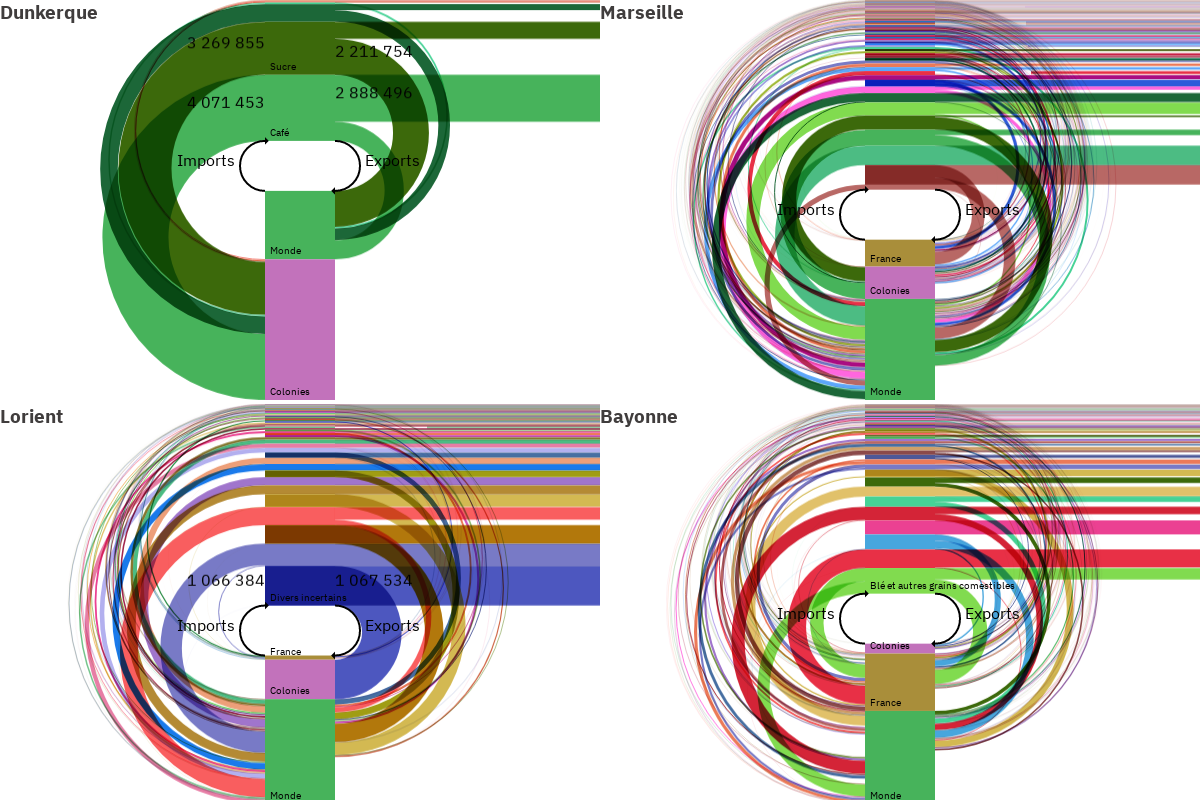 Dunkerque
3 269 855
2 211 754
Sucre
4 071 453
2 888 496
Café
Imports
Exports
Monde
Colonies
Marseille
Imports
Exports
France
Colonies
Monde
Lorient
1 066 384
1 067 534
Divers incertains
Imports
Exports
France
Colonies
Monde
Bayonne
Blé et autres grains comestibles
Imports
Exports
Colonies
France
Monde